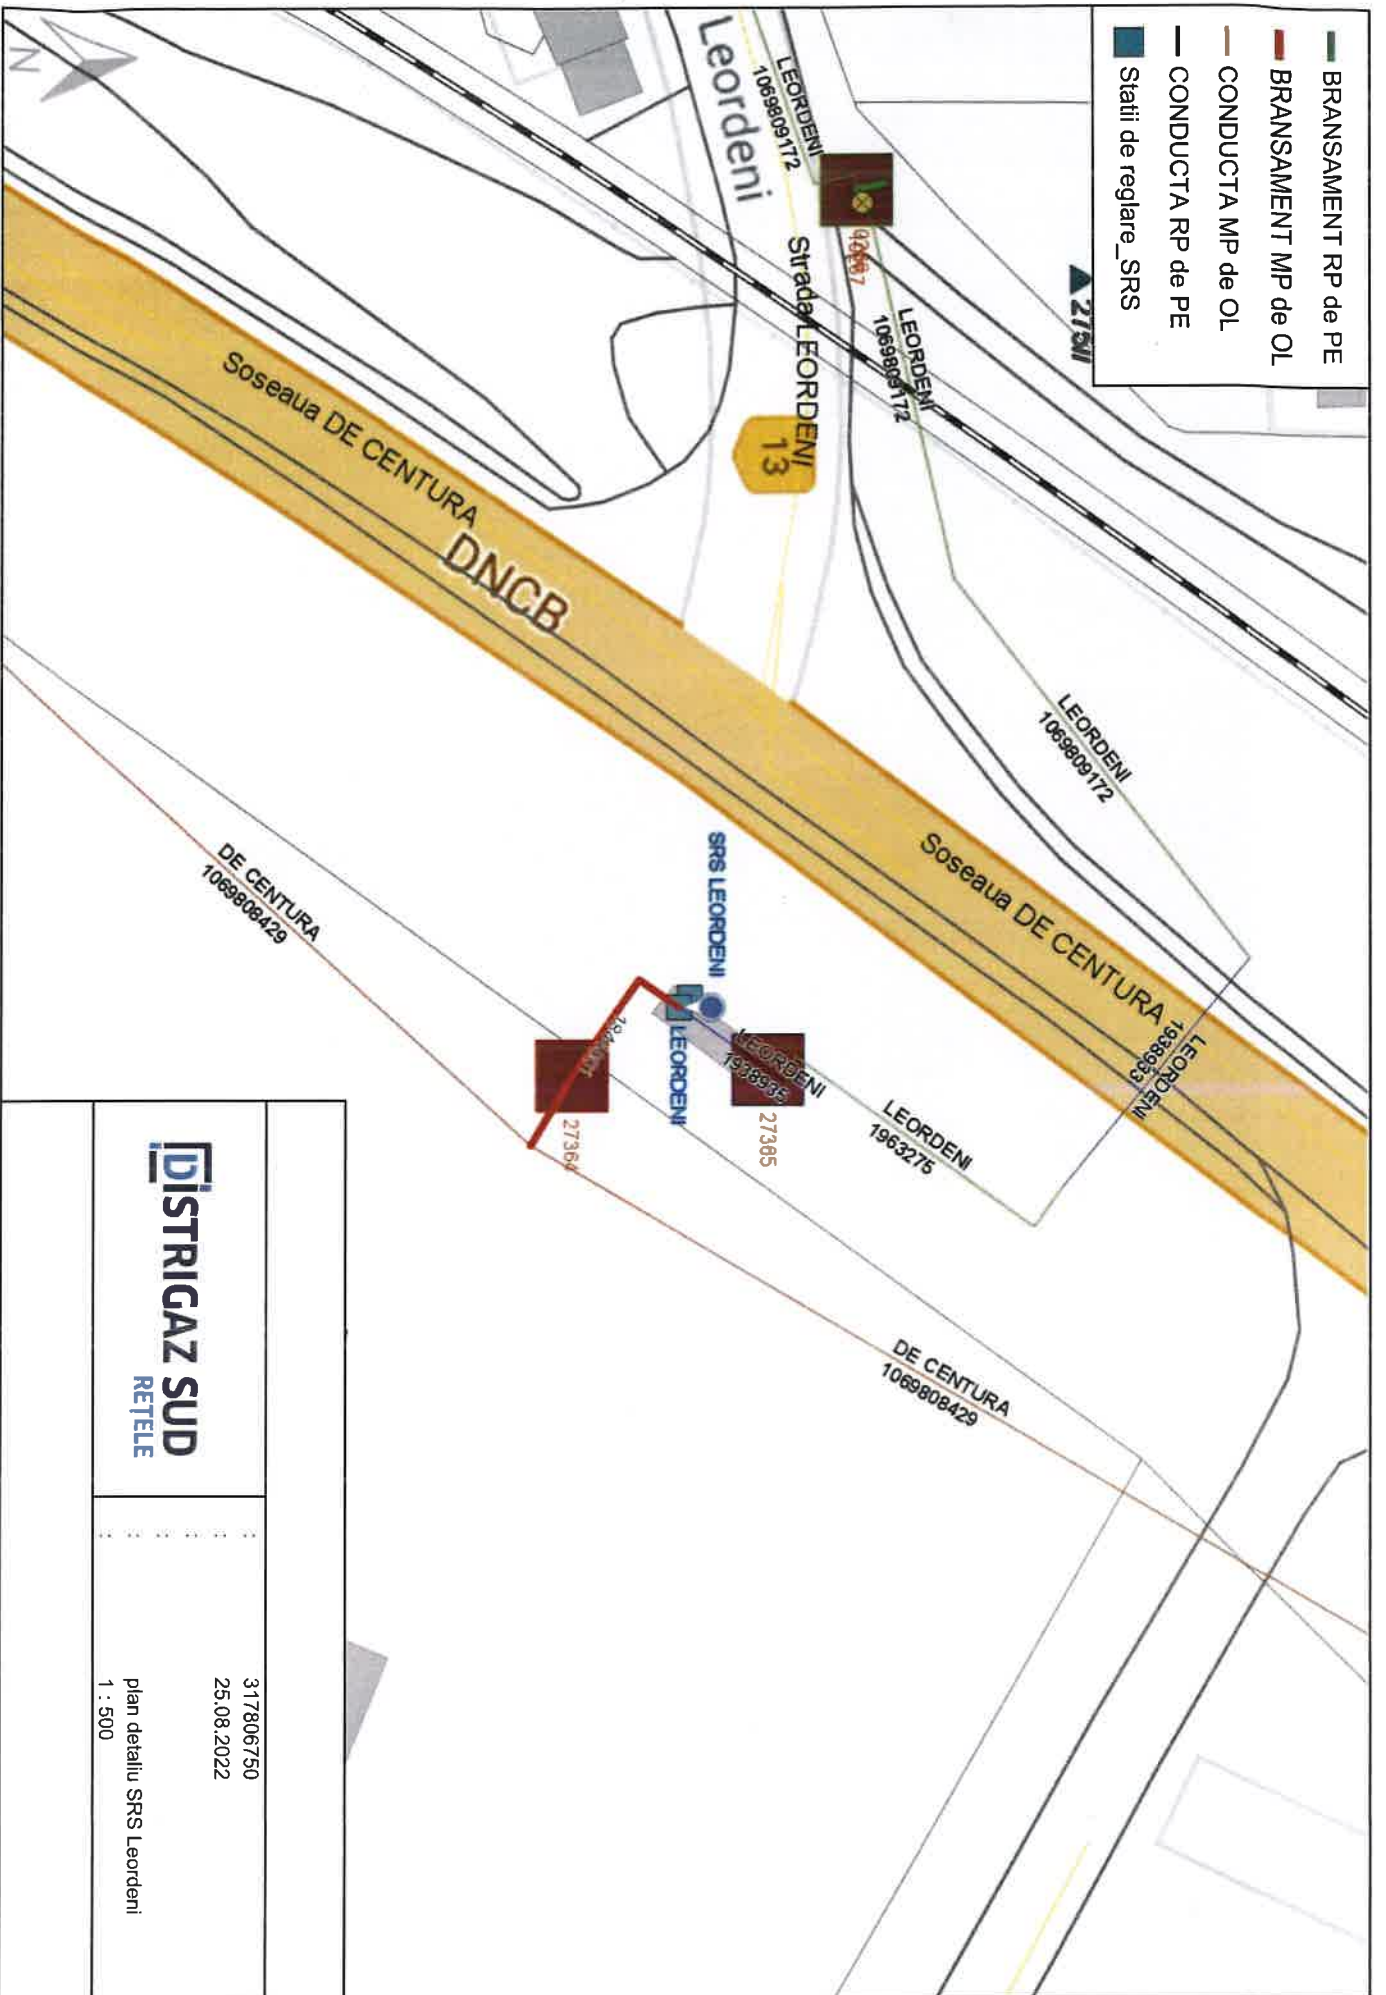 BRANSAMENT RP de PE
BRANSAMENT MP de OL
CONDUCTA MP de OL
CONDUCTA RP de PE
Statii de reglare_SRS
N
Leordeni
LEORDENI
1069809172
Strada LEORDENI
13
LEORDENI
1069809172
Soseaua DE CENTURA
DNCB
LEORDENI
1069809172
Soseaua DE CENTURA
LEORDENI
1938933
SRS LEORDENI
LEORDENI
LEORDENI
1938935
27365
27364
LEORDENI
1963275
DE CENTURA
1069808429
DE CENTURA
1069808429
DISTRIGAZ SUD
REȚELE
: 317806750
: 25.08.2022
:
:
: plan detaliu SRS Leordeni
: 1 : 500